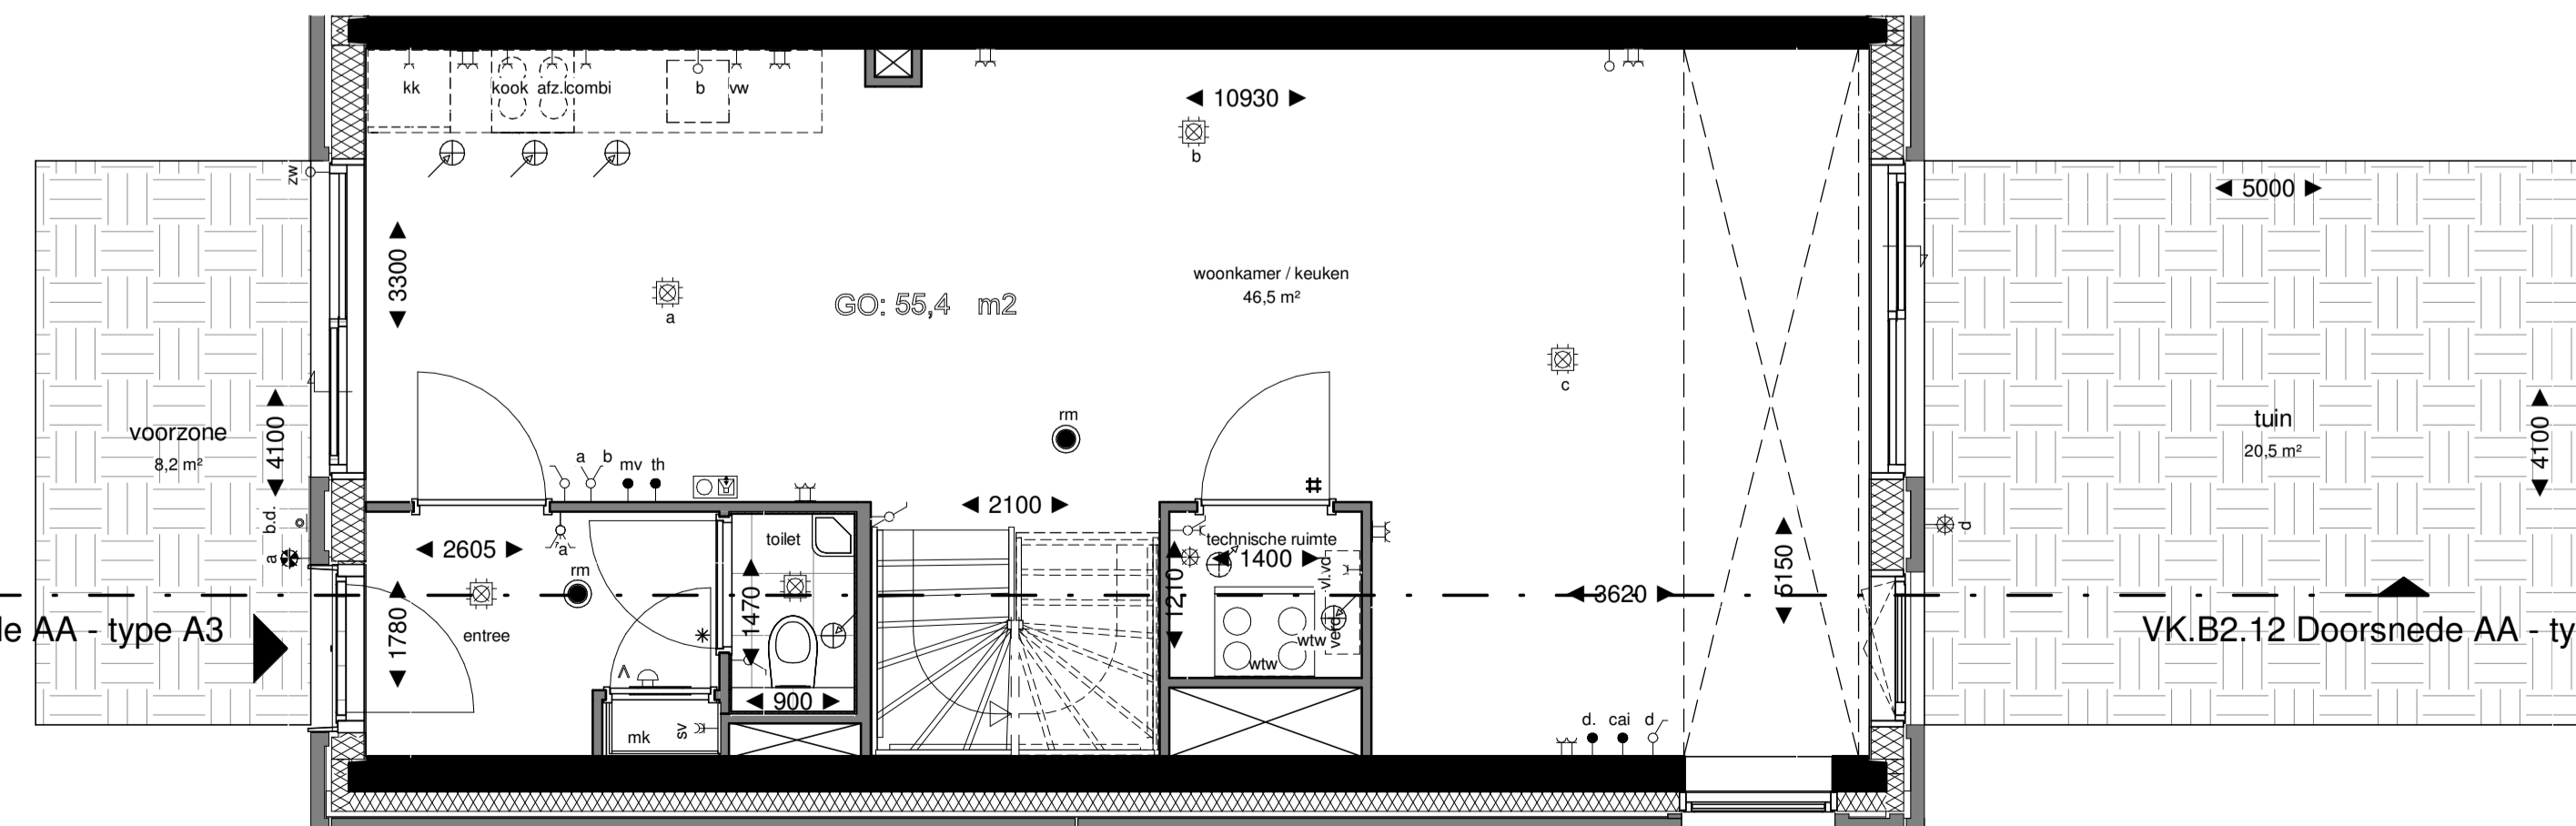 kk
kook
afz.combi
b
vw
10930
b
zw
5000
3300
a
GO: 55,4 m2
woonkamer / keuken
46,5 m²
c
voorzone
8,2 m²
4100
rm
tuin
20,5 m²
4100
a b mv th
#
2100
b.d.
a
2605
a
toilet
technische ruimte
1400
vl.vd
d
rm
1780
entree
1470
1210
3620
5150
wtw
wtw
verd
le AA - type A3
VK.B2.12 Doorsnede AA - ty
900
mk
sv
d. cai d